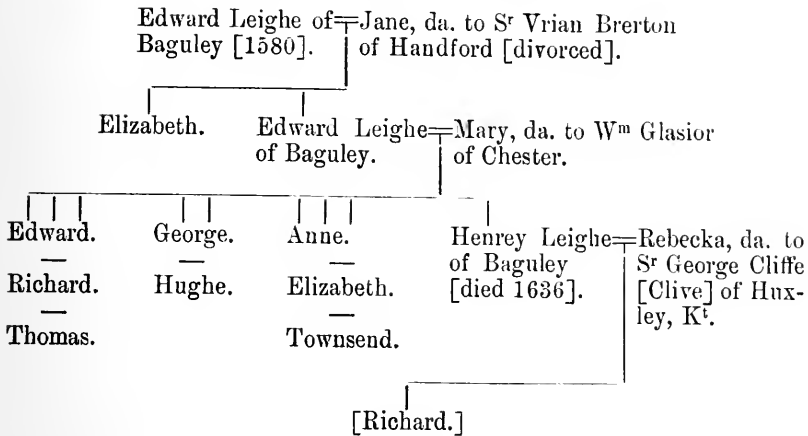 Edward Leighe of
Baguley [1580].
Jane, da. to Sʳ Vrian Brerton
of Handford [divorced].
Elizabeth.
Edward Leighe
of Baguley.
Mary, da. to Wᵐ Glasior
of Chester.
Edward.
Richard.
Thomas.
George.
Hughe.
Anne.
Elizabeth.
Townsend.
Henrey Leighe
of Baguley
[died 1636].
Rebecka, da. to
Sʳ George Cliffe
[Clive] of Hux-
ley, Kᵗ.
[Richard.]